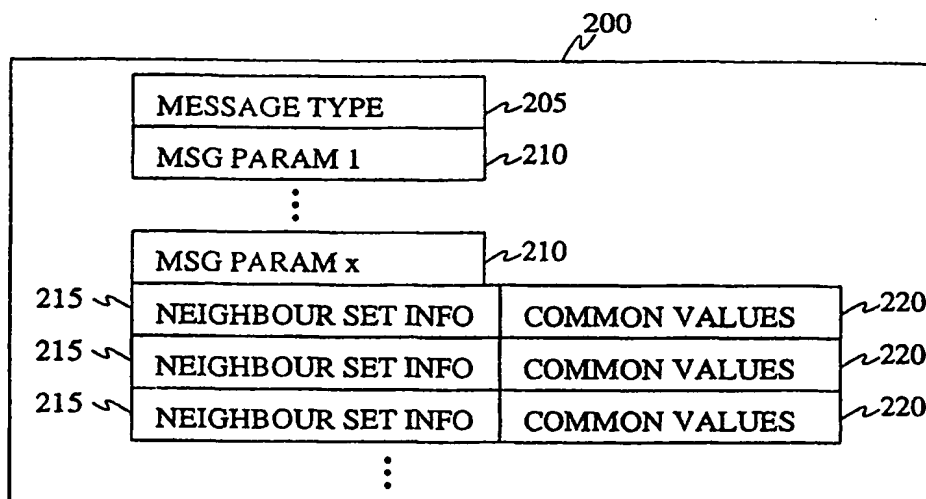 200
MESSAGE TYPE 205
MSG PARAM 1 210
MSG PARAM x 210
215 NEIGHBOUR SET INFO COMMON VALUES 220
215 NEIGHBOUR SET INFO COMMON VALUES 220
215 NEIGHBOUR SET INFO COMMON VALUES 220